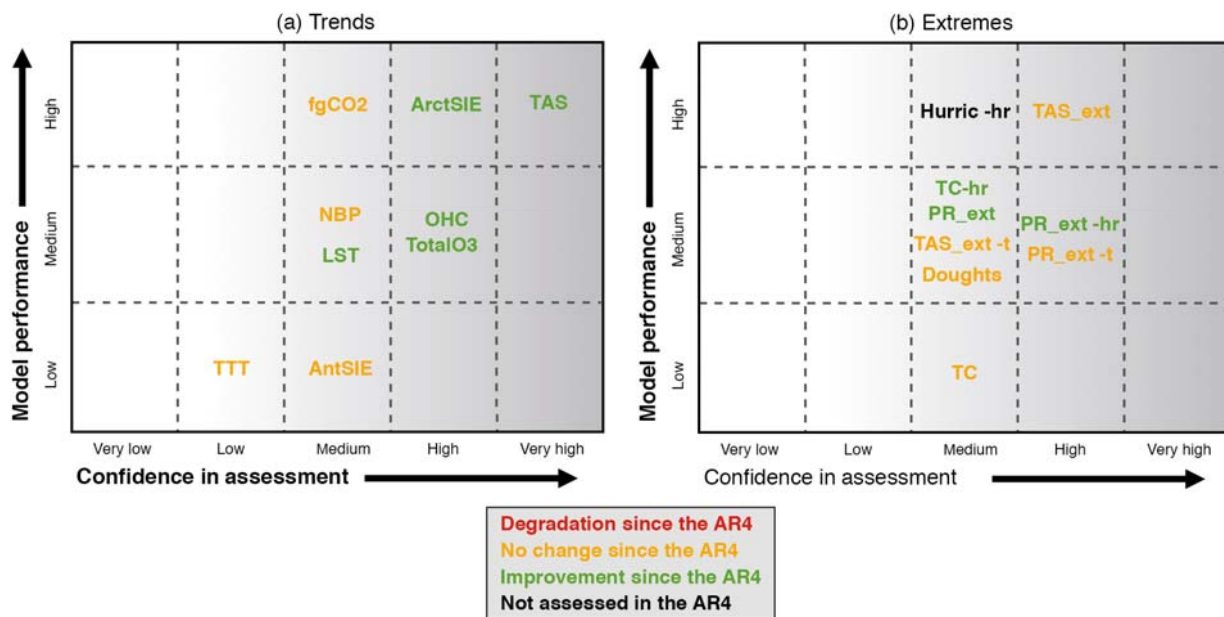 (a) Trends
Model performance
High
Medium
Low
fgCO2
ArctSIE
TAS
NBP
LST
OHC
TotalO3
TTT
AntSIE
Very low
Low
Medium
High
Very high
Confidence in assessment
(b) Extremes
Model performance
High
Medium
Low
Hurric -hr
TAS_ext
TC-hr
PR_ext
TAS_ext -t
Doughts
PR_ext -hr
PR_ext -t
TC
Very low
Low
Medium
High
Very high
Confidence in assessment
Degradation since the AR4
No change since the AR4
Improvement since the AR4
Not assessed in the AR4